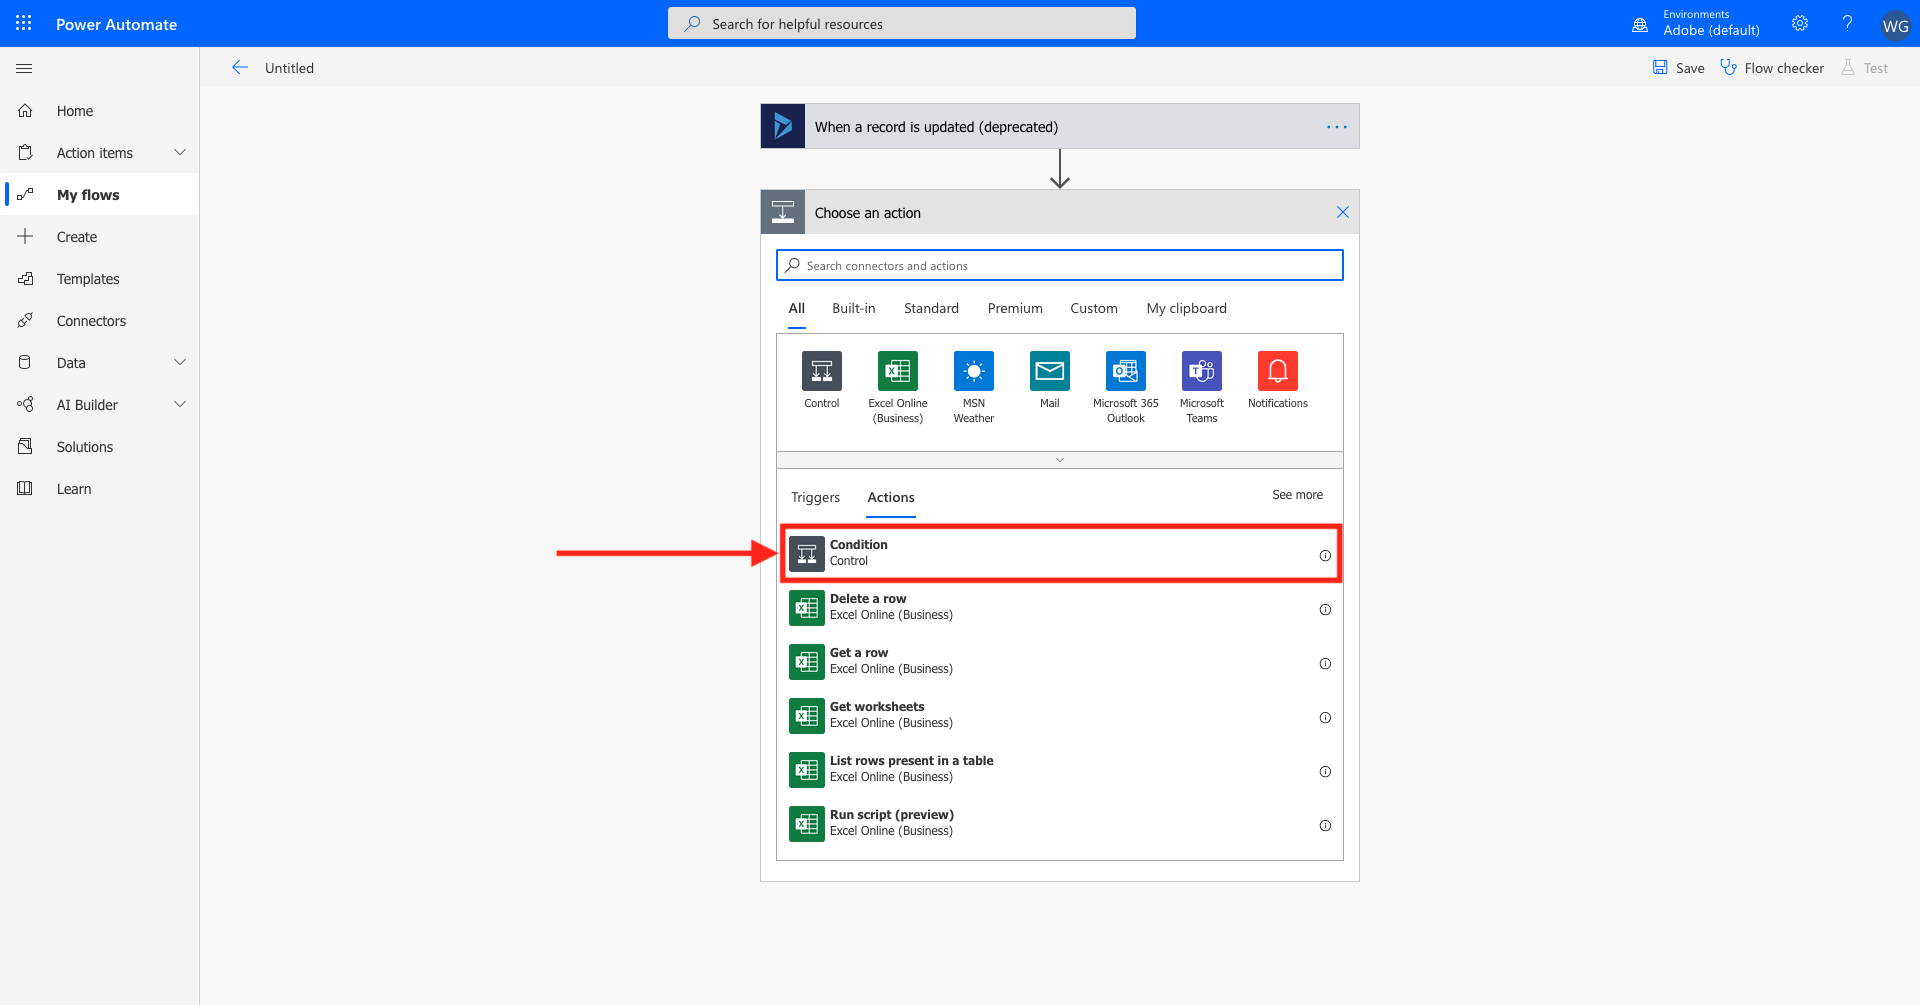 Power Automate
Search for helpful resources
Environments
Adobe (default)
?
WG
Untitled
Save
Flow checker
Test
Home
Action items
My flows
Create
Templates
Connectors
Data
AI Builder
Solutions
Learn
When a record is updated (deprecated)
Choose an action
Search connectors and actions
All Built-in Standard Premium Custom My clipboard
Control
Excel Online
(Business)
MSN
Weather
Mail
Microsoft 365
Outlook
Microsoft
Teams
Notifications
Triggers Actions See more
Condition
Control
Delete a row
Excel Online (Business)
Get a row
Excel Online (Business)
Get worksheets
Excel Online (Business)
List rows present in a table
Excel Online (Business)
Run script (preview)
Excel Online (Business)